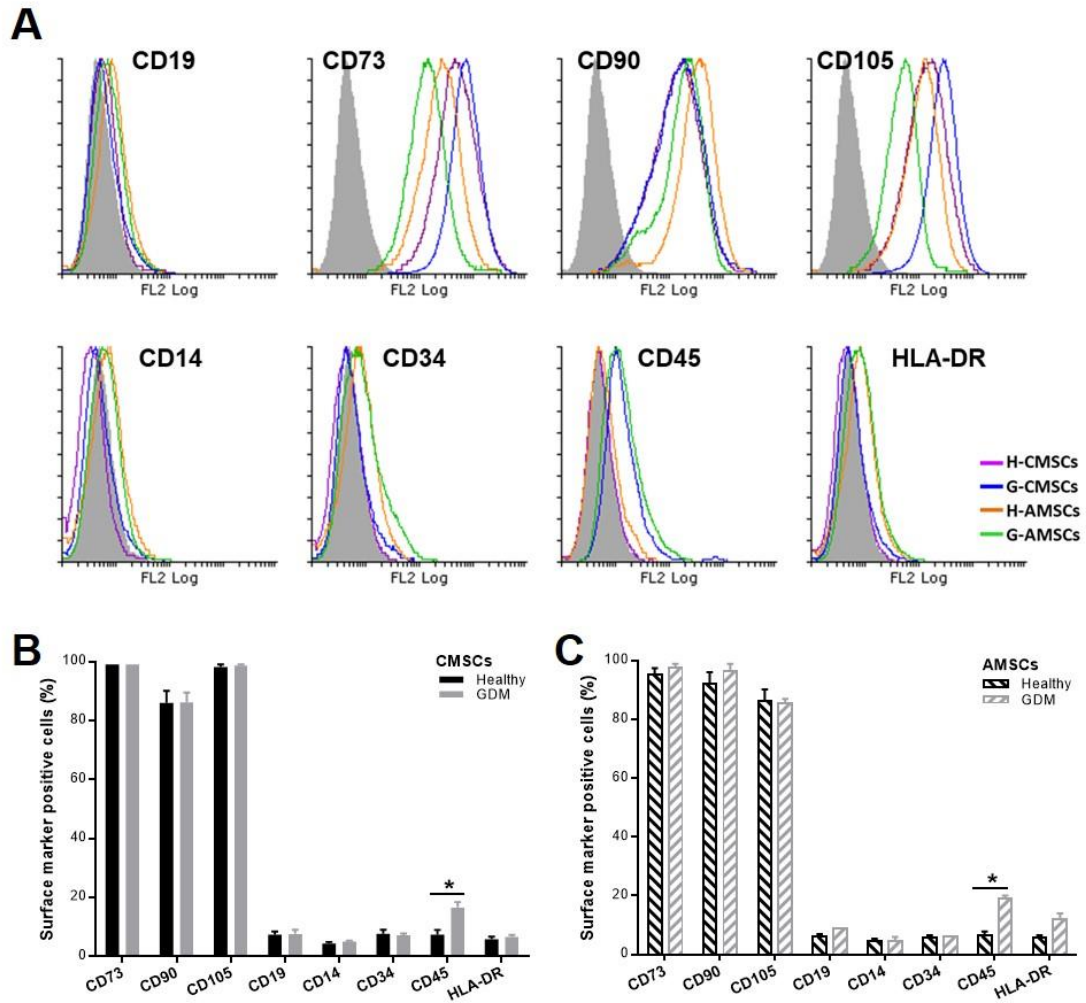 A
CD19
CD73
CD90
CD105
FL2 Log
FL2 Log
FL2 Log
FL2 Log
CD14
CD34
CD45
HLA-DR
H-CMSCs
G-CMSCs
H-AMSCs
G-AMSCs
FL2 Log
FL2 Log
FL2 Log
FL2 Log
B
Surface marker positive cells (%)
100
80
60
40
20
0
CMSCs
Healthy
GDM
*
CD73
CD90
CD105
CD19
CD14
CD34
CD45
HLA-DR
C
Surface marker positive cells (%)
100
80
60
40
20
0
AMSCs
Healthy
GDM
*
CD73
CD90
CD105
CD19
CD14
CD34
CD45
HLA-DR